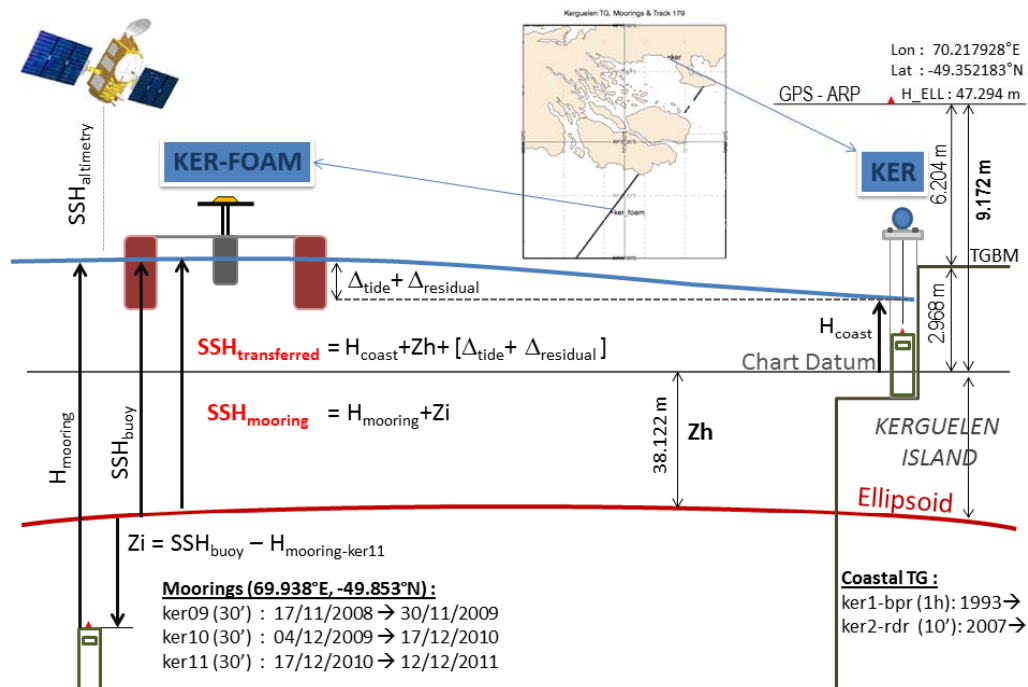 Kerguelen TG, Moorings & Track 179
ker
ker_foam
Lon : 70.217928°E
Lat : -49.352183°N
GPS - ARP
H_ELL : 47.294 m
SSHaltimetry
KER-FOAM
KER
6.204 m
9.172 m
TGBM
Δtide+ Δresidual
2.968 m
Hcoast
SSHtransferred = Hcoast+Zh+ [Δtide+ Δresidual ]
Chart Datum
SSHmooring = Hmooring+Zi
Hmooring
SSHbuoy
38.122 m
Zh
KERGUELEN
ISLAND
Ellipsoid
Zi = SSHbuoy – Hmooring-ker11
Moorings (69.938°E, -49.853°N) :
ker09 (30’) : 17/11/2008 → 30/11/2009
ker10 (30’) : 04/12/2009 → 17/12/2010
ker11 (30’) : 17/12/2010 → 12/12/2011
Coastal TG :
ker1-bpr (1h): 1993→
ker2-rdr (10’): 2007→